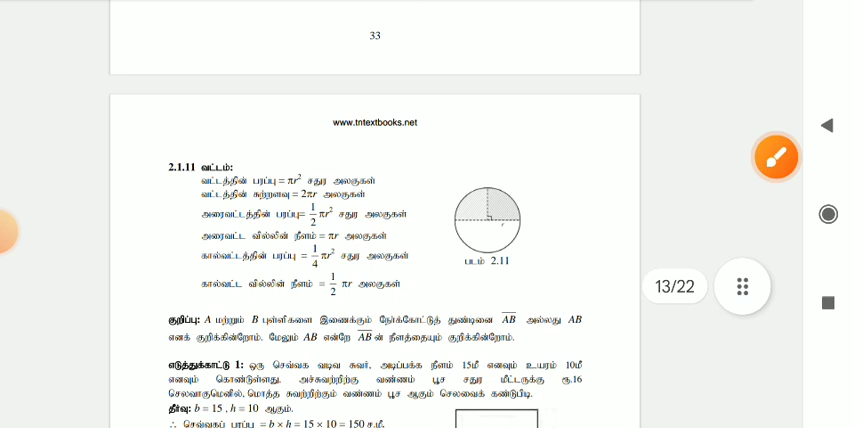 33
www.tntextbooks.net
2.1.11 வட்டம்:
வட்டத்தின் பரப்பு = πr² சதுர அலகுகள்
வட்டத்தின் சுற்றளவு = 2πr அலகுகள்
அரைவட்டத்தின் பரப்பு= 1/2 πr² சதுர அலகுகள்
அரைவட்ட வில்லின் நீளம் = πr அலகுகள்
கால்வட்டத்தின் பரப்பு = 1/4 πr² சதுர அலகுகள்
கால்வட்ட வில்லின் நீளம் = 1/2 πr அலகுகள்
r
படம் 2.11
13/22
குறிப்பு: A மற்றும் B புள்ளிகளை இணைக்கும் நேர்க்கோட்டுத் துண்டினை A̅B̅ அல்லது AB
எனக் குறிக்கின்றோம். மேலும் AB என்றே A̅B̅ ன் நீளத்தையும் குறிக்கின்றோம்.
எடுத்துக்காட்டு 1: ஒரு செவ்வக வடிவ சுவர், அடிப்பக்க நீளம் 15மீ எனவும் உயரம் 10மீ
எனவும் கொண்டுள்ளது. அச்சுவற்றிற்கு வண்ணம் பூச சதுர மீட்டருக்கு ரூ.16
செலவாகுமெனில், மொத்த சுவற்றிற்கும் வண்ணம் பூச ஆகும் செலவைக் கண்டுபிடி.
தீர்வு: b = 15 , h = 10 ஆகும்.
∴ செவ்வகப் பரப்பு = b × h = 15 × 10 = 150 ச.மீ.